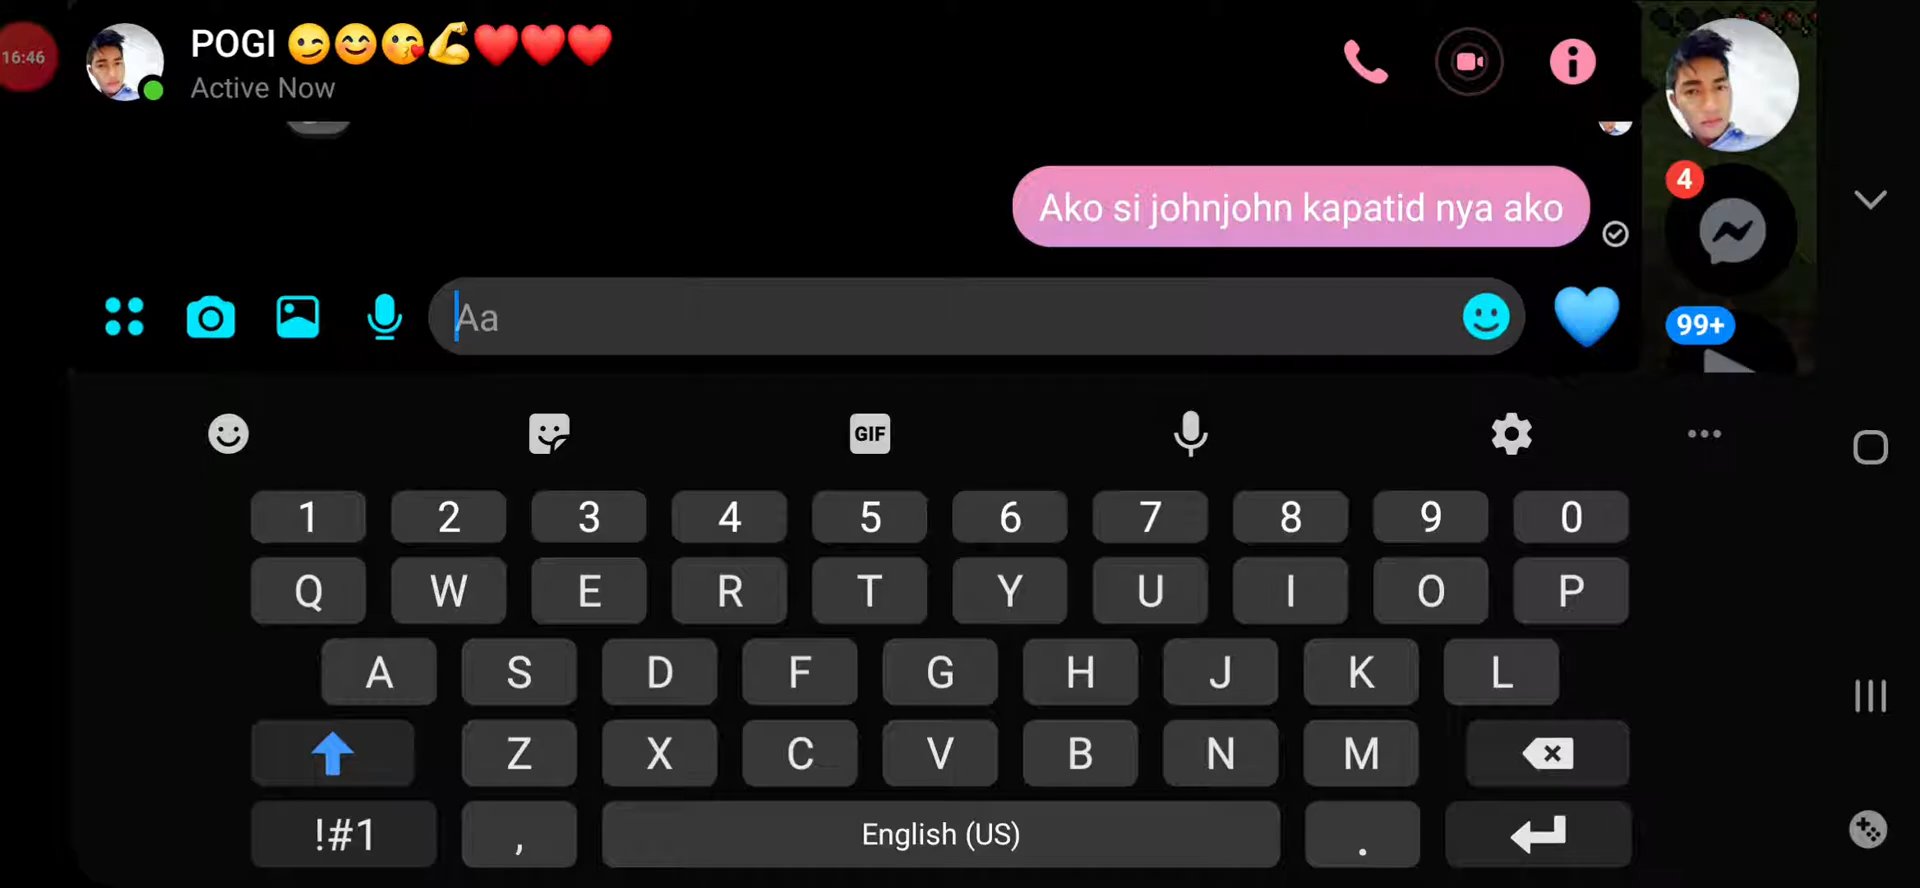 16:46
POGI 😉😊😘💪❤️❤️❤️
Active Now
Ako si johnjohn kapatid nya ako
4
Aa
99+
GIF
1 2 3 4 5 6 7 8 9 0
Q W E R T Y U I O P
A S D F G H J K L
Z X C V B N M
!#1 , English (US) .